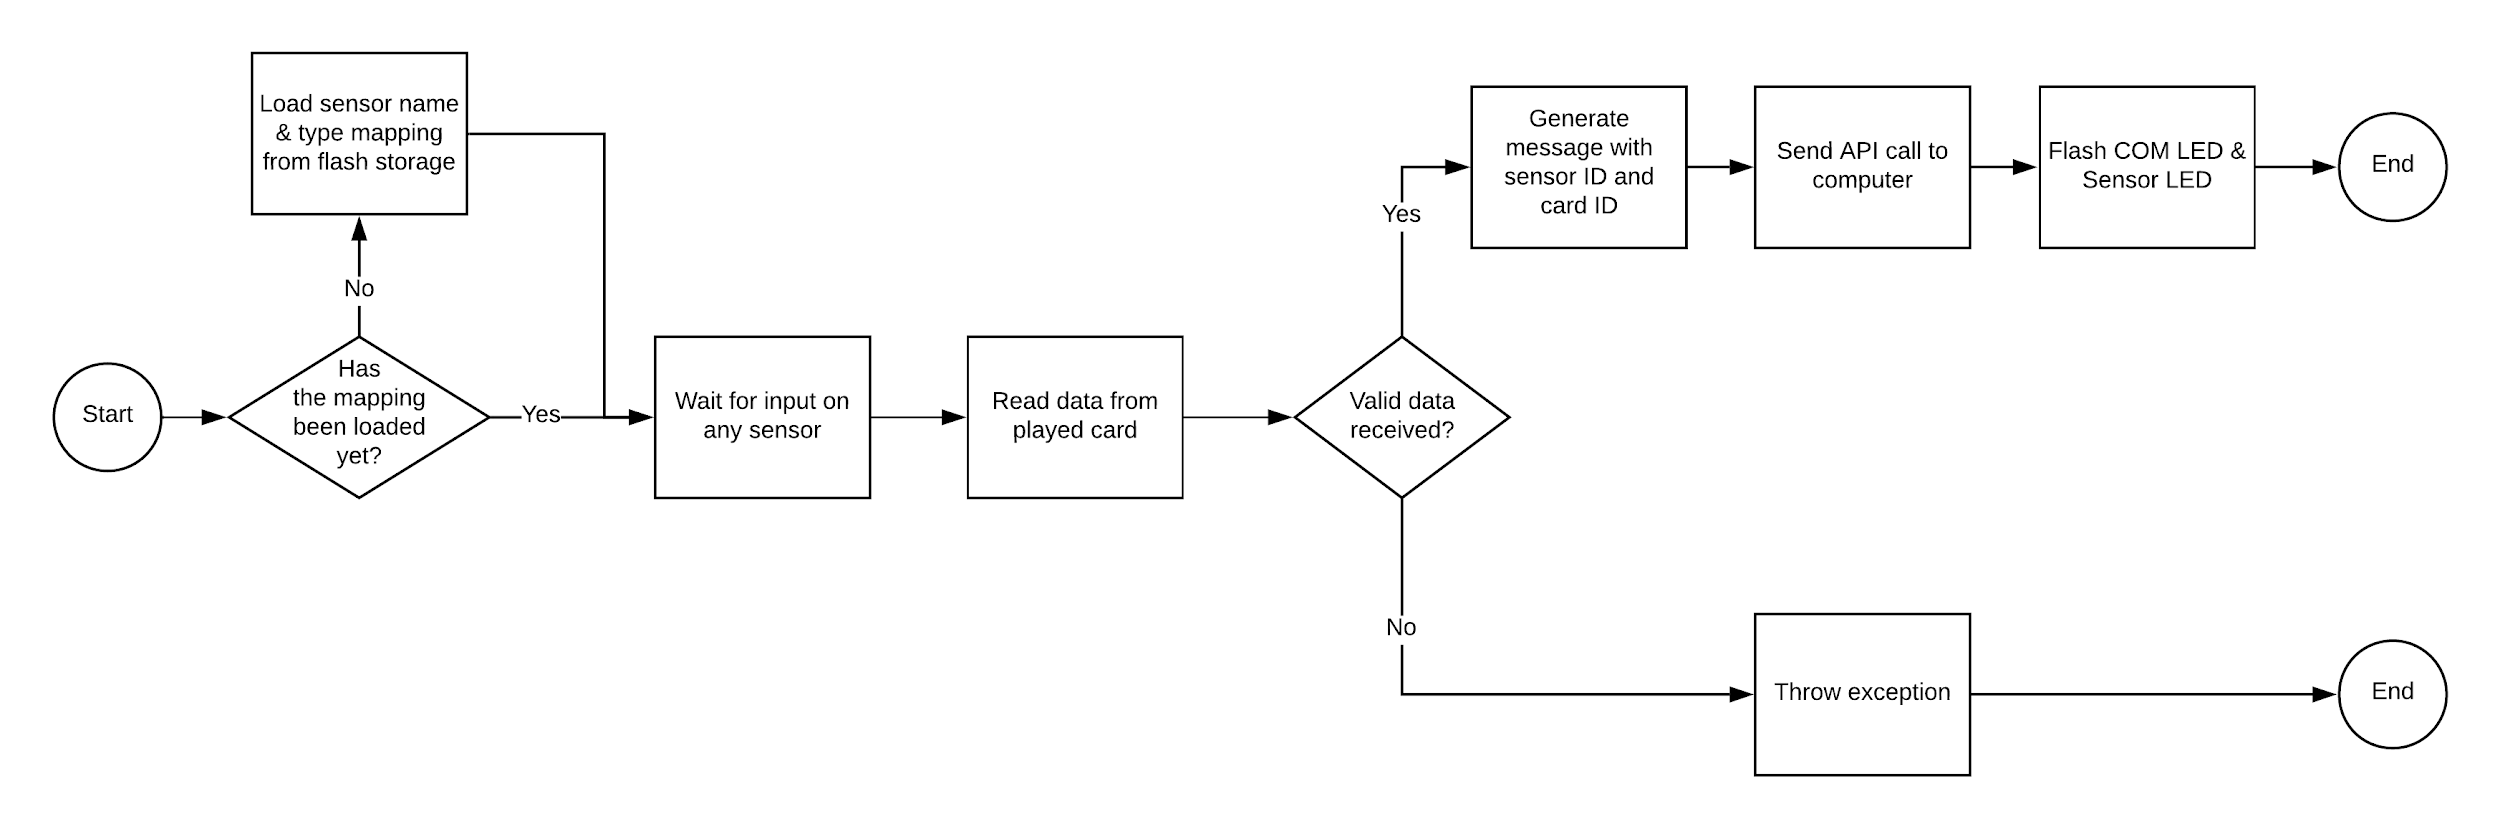 Start
Has
the mapping
been loaded
yet?
No
Load sensor name
& type mapping
from flash storage
Yes
Wait for input on
any sensor
Read data from
played card
Valid data
received?
Yes
Generate
message with
sensor ID and
card ID
Send API call to
computer
Flash COM LED &
Sensor LED
End
No
Throw exception
End